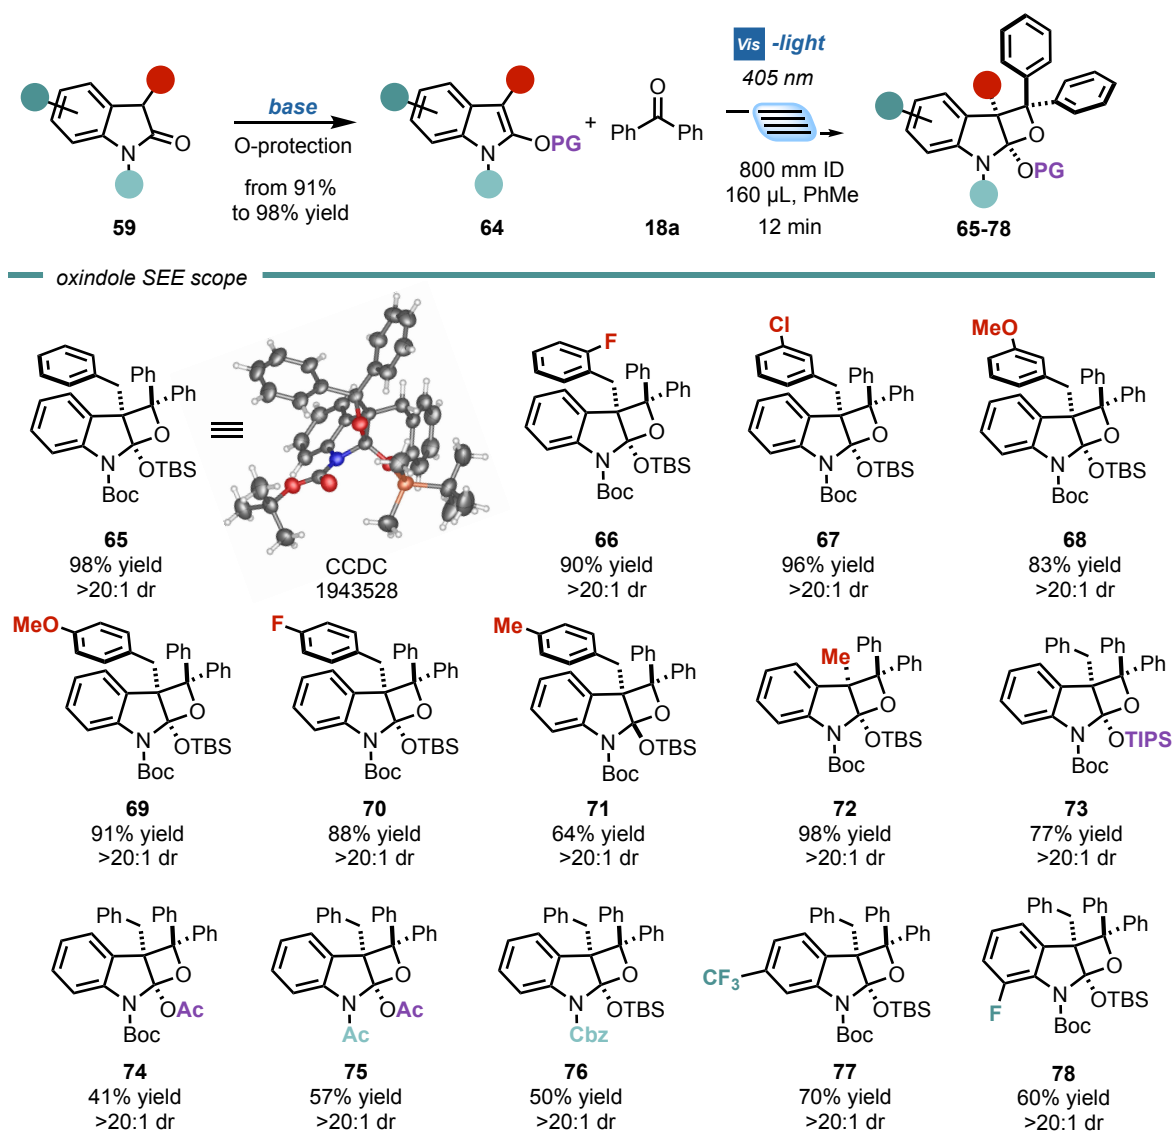 Vis -light
405 nm
base
O-protection
from 91%
to 98% yield
N
O
N
OPG
+
O
Ph
Ph
800 mm ID
160 µL, PhMe
12 min
O
N
OPG
59
64
18a
65-78
oxindole SEE scope
Ph
Ph
O
N
OTBS
Boc
65
98% yield
>20:1 dr
CCDC
1943528
F
Ph
Ph
O
N
OTBS
Boc
66
90% yield
>20:1 dr
Cl
Ph
Ph
O
N
OTBS
Boc
67
96% yield
>20:1 dr
MeO
Ph
Ph
O
N
OTBS
Boc
68
83% yield
>20:1 dr
MeO
Ph
Ph
O
N
OTBS
Boc
69
91% yield
>20:1 dr
F
Ph
Ph
O
N
OTBS
Boc
70
88% yield
>20:1 dr
Me
Ph
Ph
O
N
OTBS
Boc
71
64% yield
>20:1 dr
Me
Ph
Ph
O
N
OTBS
Boc
72
98% yield
>20:1 dr
Ph
Ph
Ph
O
N
OTIPS
Boc
73
77% yield
>20:1 dr
Ph
Ph
Ph
O
N
OAc
Boc
74
41% yield
>20:1 dr
Ph
Ph
Ph
O
N
OAc
Ac
75
57% yield
>20:1 dr
Ph
Ph
Ph
O
N
OTBS
Cbz
76
50% yield
>20:1 dr
Ph
Ph
Ph
CF3
O
N
OTBS
Boc
77
70% yield
>20:1 dr
Ph
Ph
Ph
O
F
N
OTBS
Boc
78
60% yield
>20:1 dr